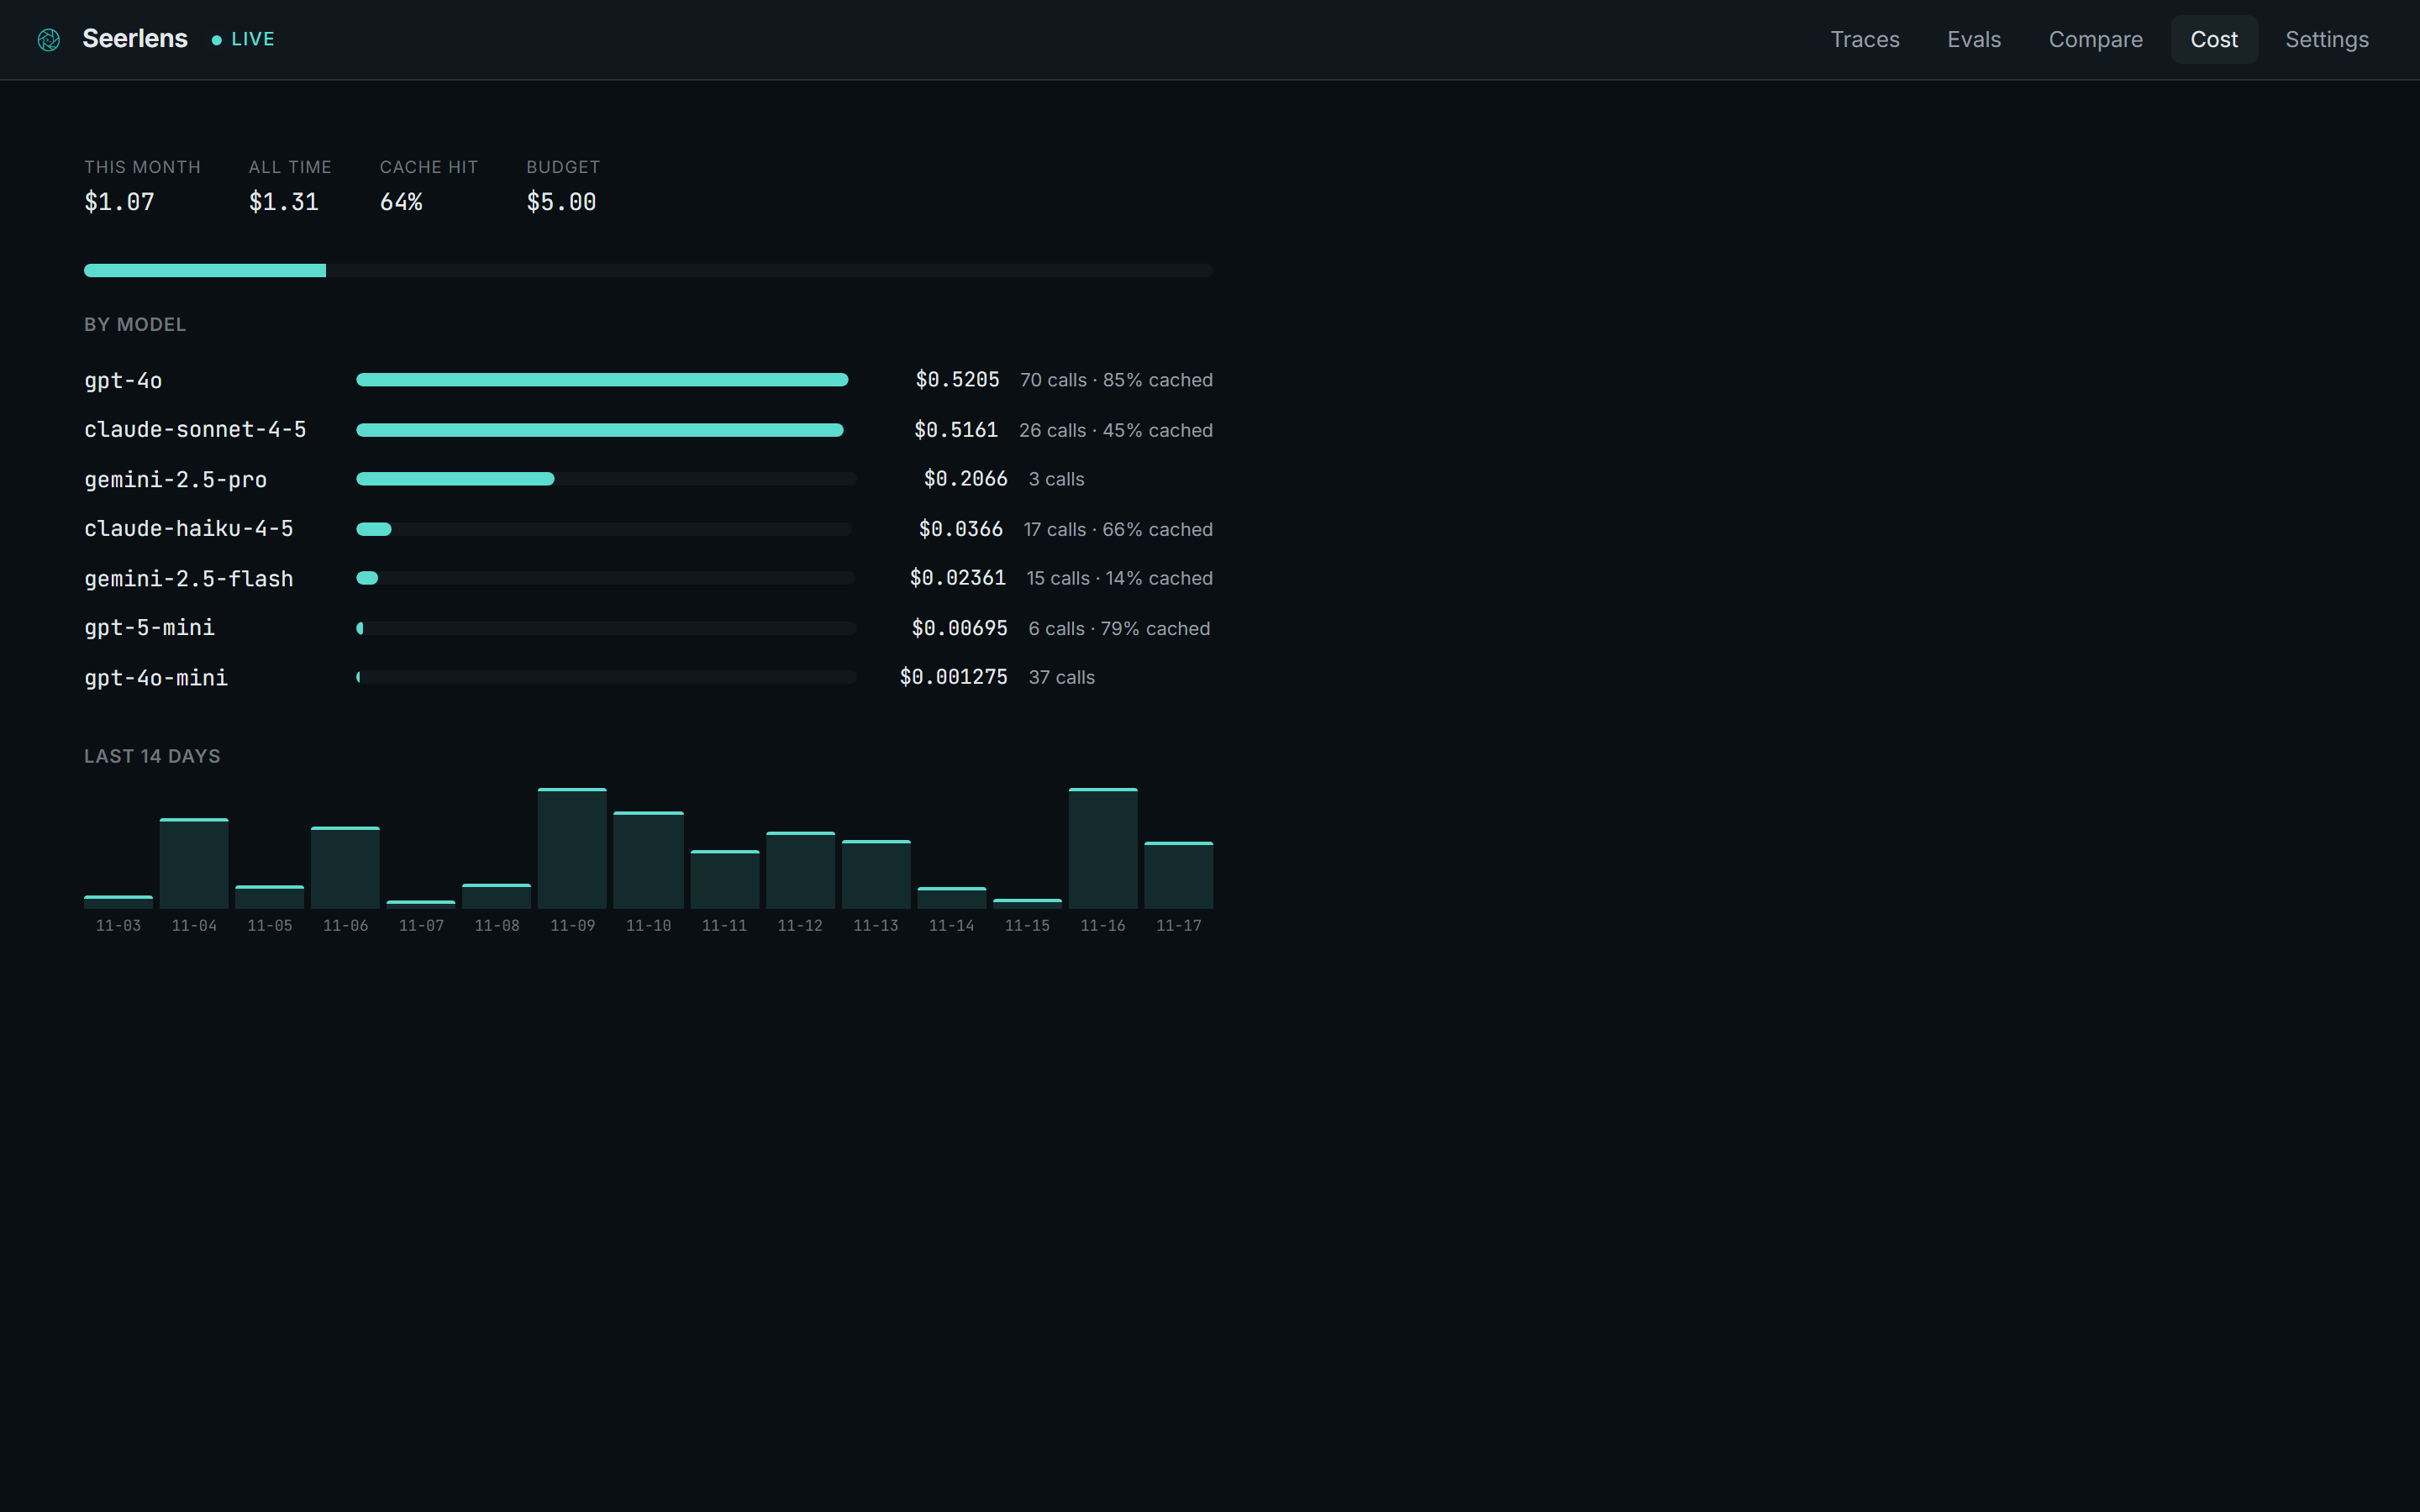 Seerlens LIVE Traces Evals Compare Cost Settings
THIS MONTH ALL TIME CACHE HIT BUDGET
$1.07 $1.31 64% $5.00
BY MODEL
gpt-4o $0.5205 70 calls · 85% cached
claude-sonnet-4-5 $0.5161 26 calls · 45% cached
gemini-2.5-pro $0.2066 3 calls
claude-haiku-4-5 $0.0366 17 calls · 66% cached
gemini-2.5-flash $0.02361 15 calls · 14% cached
gpt-5-mini $0.00695 6 calls · 79% cached
gpt-4o-mini $0.001275 37 calls
LAST 14 DAYS
11-03 11-04 11-05 11-06 11-07 11-08 11-09 11-10 11-11 11-12 11-13 11-14 11-15 11-16 11-17